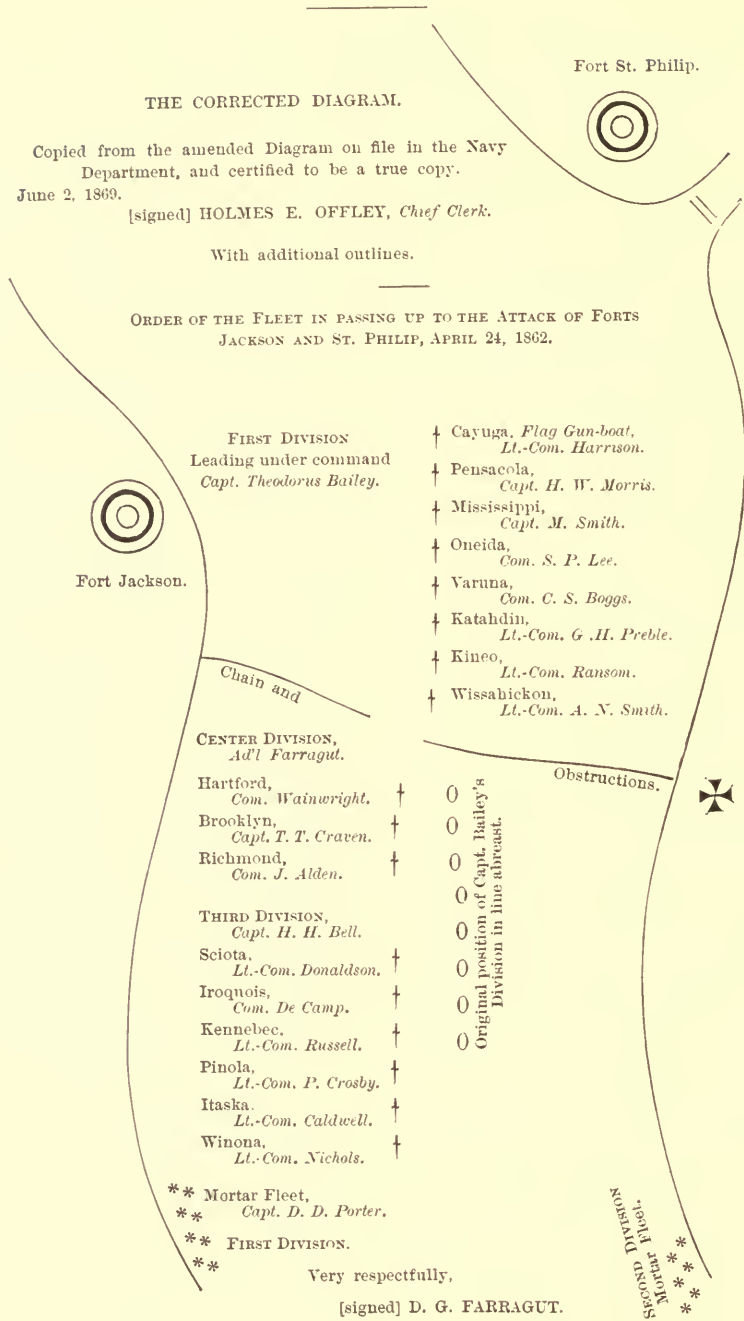 Fort St. Philip.
THE CORRECTED DIAGRAM.
Copied from the amended Diagram on file in the Navy
Department, and certified to be a true copy.
June 2, 1869.
[signed] HOLMES E. OFFLEY, Chief Clerk.
With additional outlines.
ORDER OF THE FLEET IN PASSING UP TO THE ATTACK OF FORTS
JACKSON AND ST. PHILIP, APRIL 24, 1862.
FIRST DIVISION
Leading under command
Capt. Theodorus Bailey.
Cayuga, Flag Gun-boat,
Lt.-Com. Harrison.
Pensacola,
Capt. H. W. Morris.
Mississippi,
Capt. M. Smith.
Oneida,
Com. S. P. Lee.
Varuna,
Com. C. S. Boggs.
Katahdin,
Lt.-Com. G .H. Preble.
Kineo,
Lt.-Com. Ransom.
Wissahickon,
Lt.-Com. A. N. Smith.
Fort Jackson.
Chain and
Obstructions.
CENTER DIVISION,
Ad'l Farragut.
Hartford,
Com. Wainwright.
Brooklyn,
Capt. T. T. Craven.
Richmond,
Com. J. Alden.
THIRD DIVISION,
Capt. H. H. Bell.
Sciota,
Lt.-Com. Donaldson.
Iroquois,
Com. De Camp.
Kennebec,
Lt.-Com. Russell.
Pinola,
Lt.-Com. P. Crosby.
Itaska.
Lt.-Com. Caldwell.
Winona,
Lt.-Com. Nichols.
Original position of Capt. Bailey's
Division in line abreast.
Mortar Fleet,
Capt. D. D. Porter.
FIRST DIVISION.
SECOND DIVISION
Mortar Fleet.
Very respectfully,
[signed] D. G. FARRAGUT.